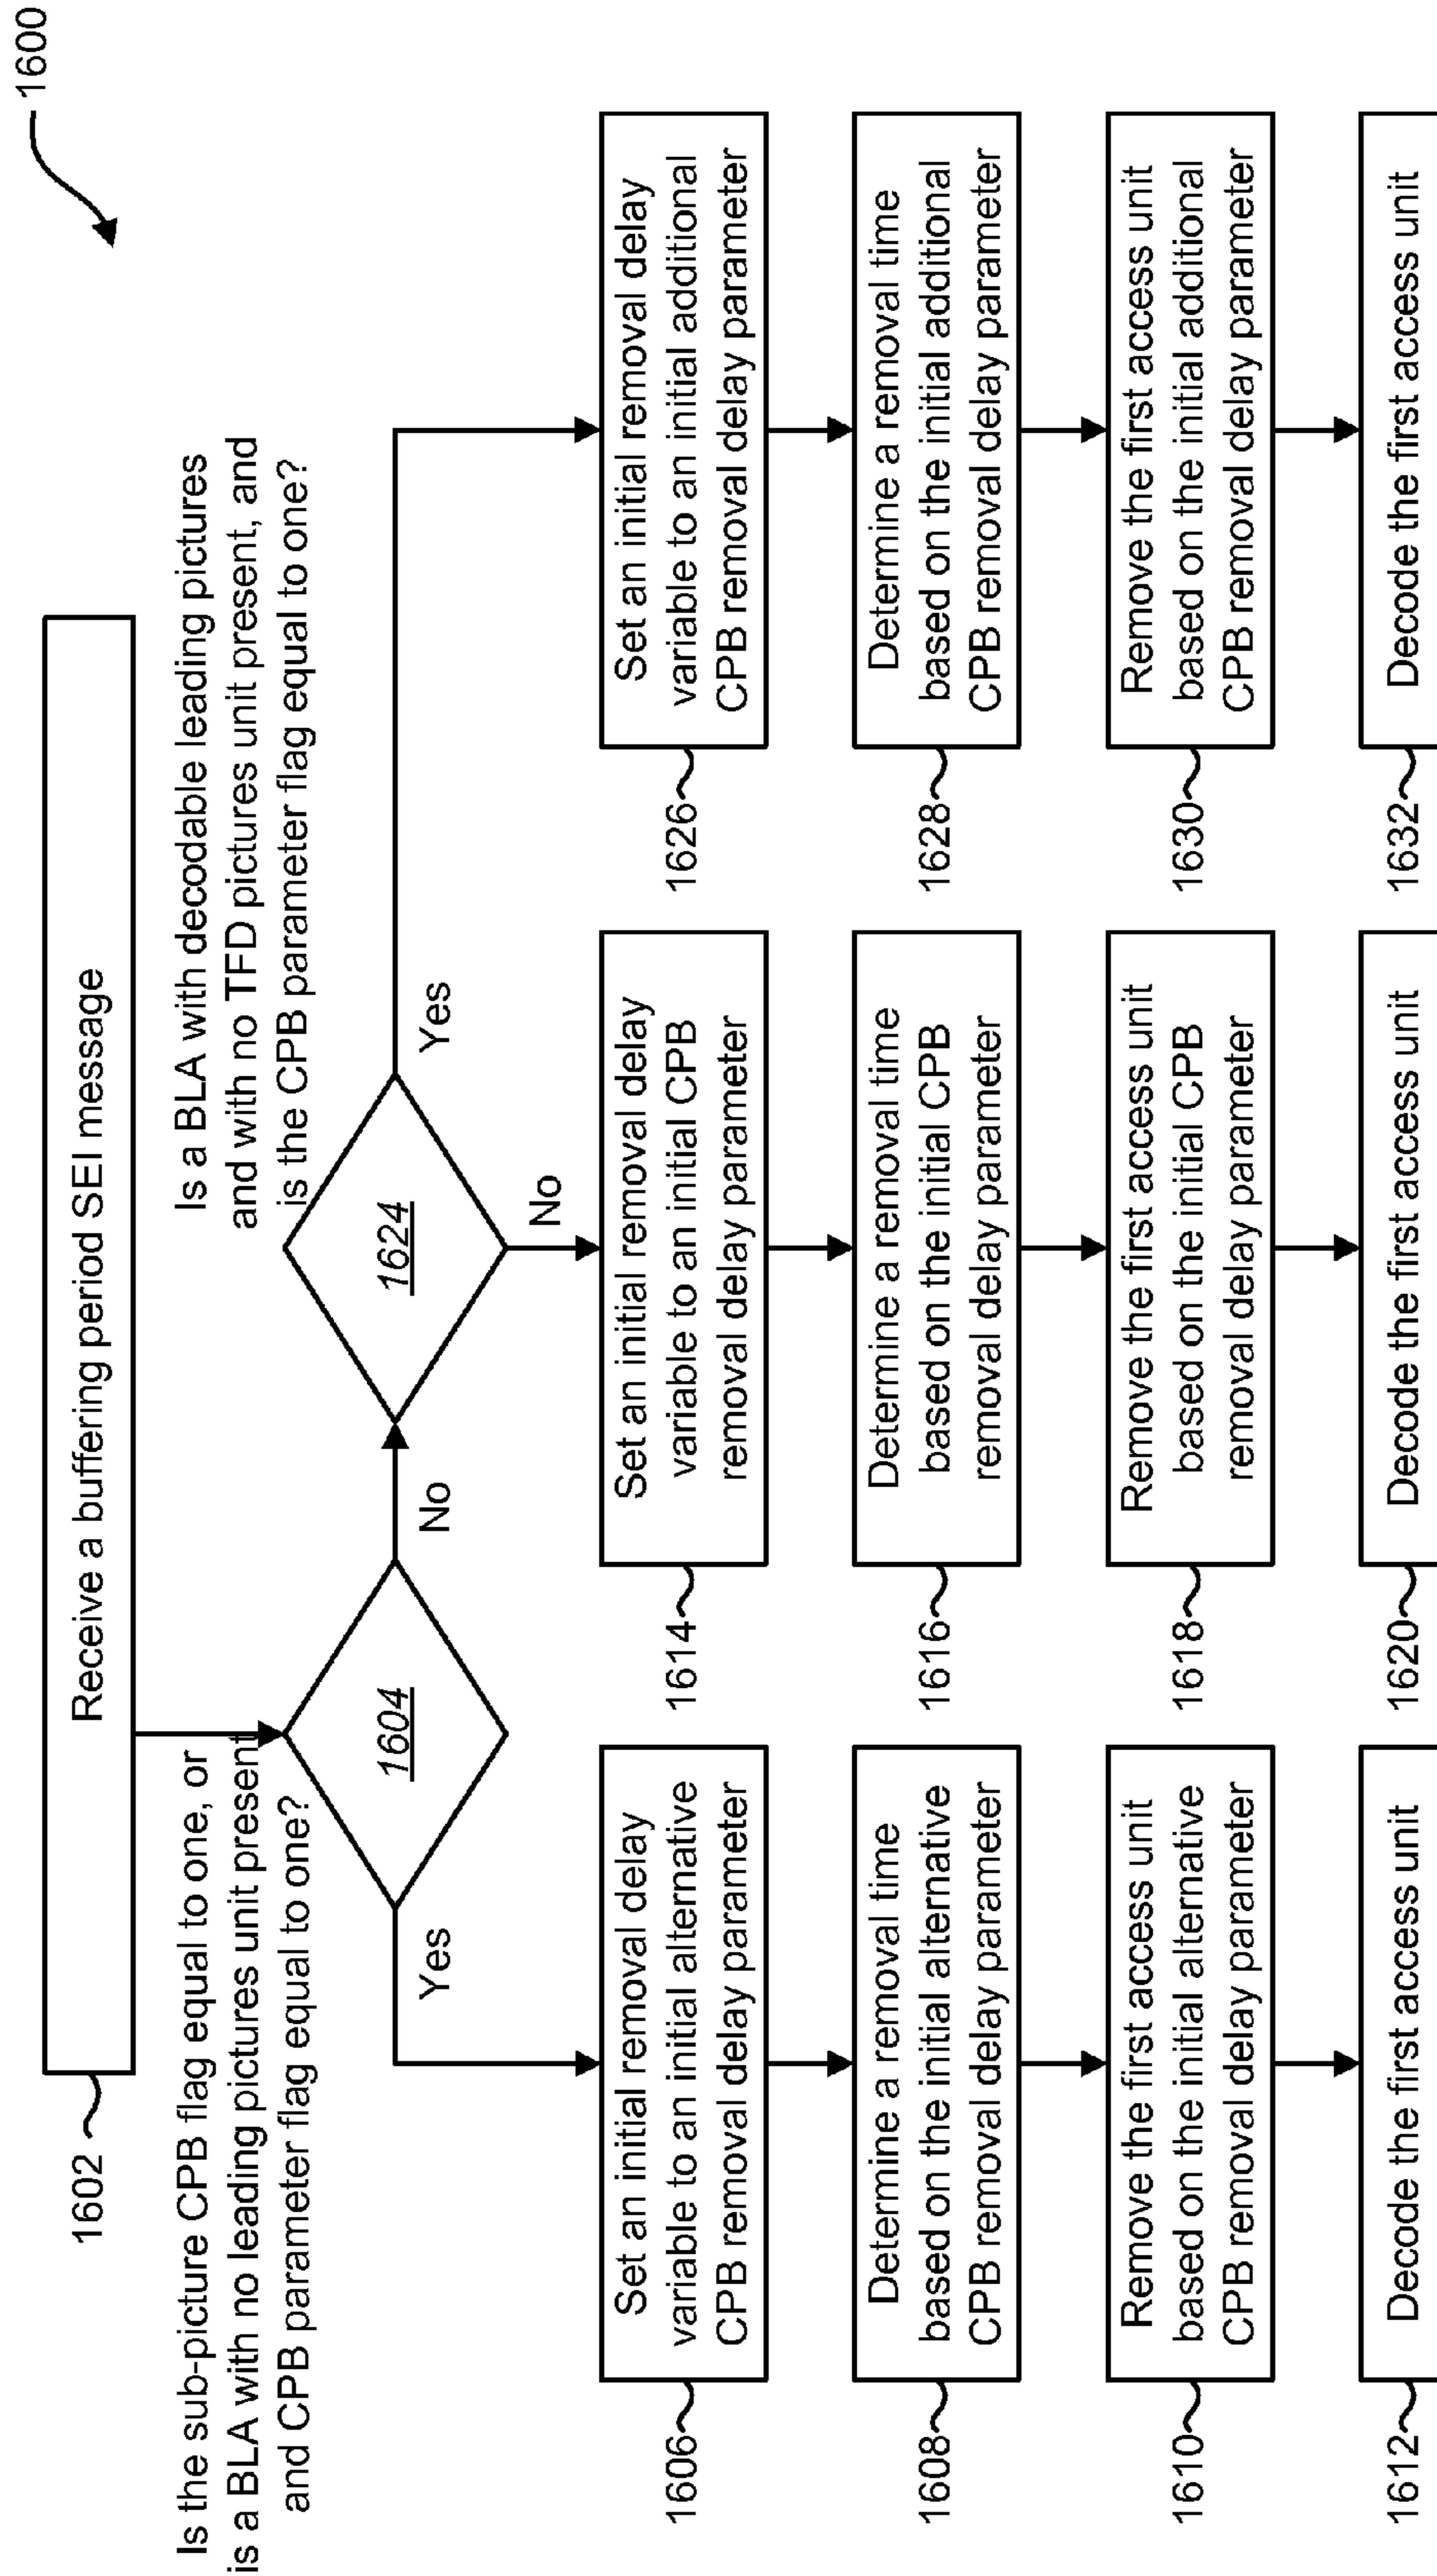 1600
1602
Receive a buffering period SEI message
Is the sub-picture CPB flag equal to one, or
is a BLA with no leading pictures unit present
and CPB parameter flag equal to one?
Is a BLA with decodable leading pictures
and with no TFD pictures unit present, and
is the CPB parameter flag equal to one?
1604
1624
Yes
No
Yes
No
1606
Set an initial removal delay
variable to an initial alternative
CPB removal delay parameter
1614
Set an initial removal delay
variable to an initial CPB
removal delay parameter
1626
Set an initial removal delay
variable to an initial additional
CPB removal delay parameter
1608
Determine a removal time
based on the initial alternative
CPB removal delay parameter
1616
Determine a removal time
based on the initial CPB
removal delay parameter
1628
Determine a removal time
based on the initial additional
CPB removal delay parameter
1610
Remove the first access unit
based on the initial alternative
CPB removal delay parameter
1618
Remove the first access unit
based on the initial CPB
removal delay parameter
1630
Remove the first access unit
based on the initial additional
CPB removal delay parameter
1612
Decode the first access unit
1620
Decode the first access unit
1632
Decode the first access unit